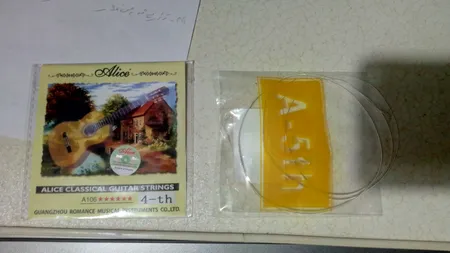 Alice
ALICE CLASSICAL GUITAR STRINGS
A106 ★★★★★★ 4-th
GUANGZHOU ROMANCE MUSICAL INSTRUMENTS CO.,LTD.
A-5th